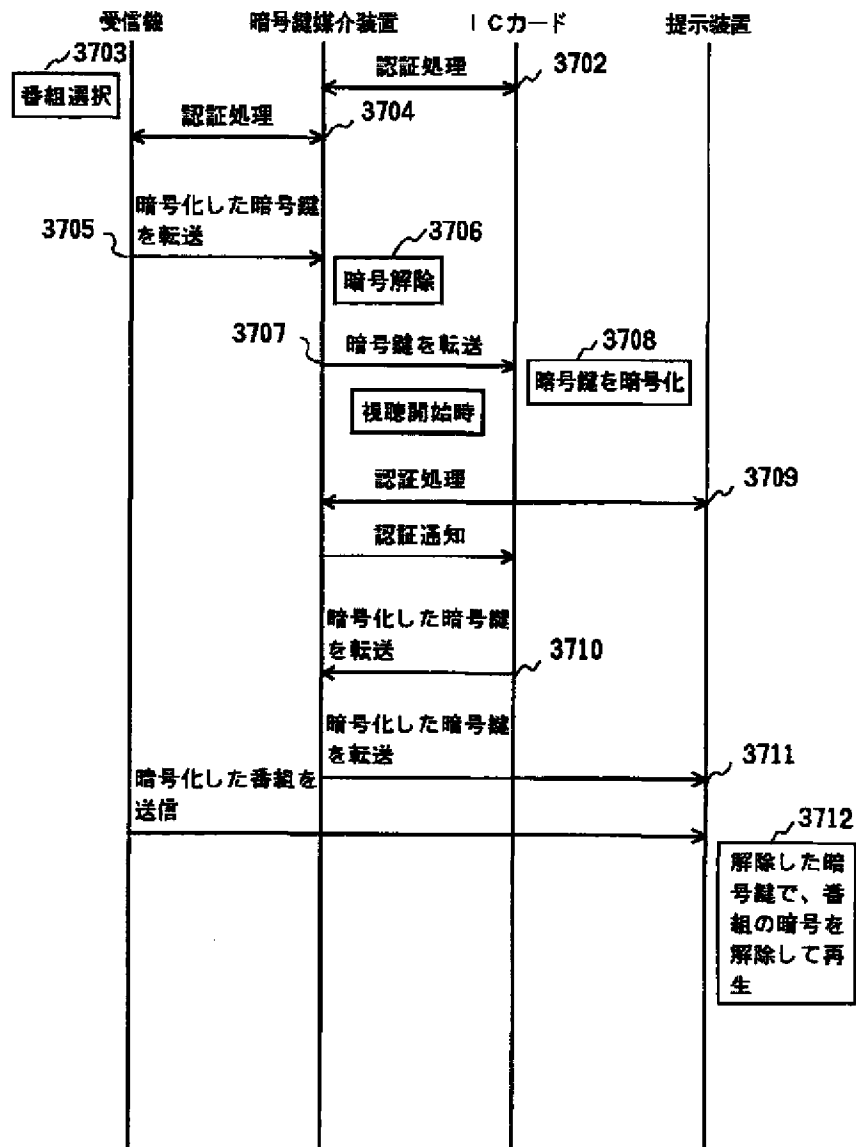 受信機 暗号鍵媒介装置 ICカード 提示装置
3703
認証処理
3702
番組選択
認証処理
3704
暗号化した暗号鍵
を転送
3705
3706
暗号解除
3707
暗号鍵を転送
3708
暗号鍵を暗号化
視聴開始時
認証処理
3709
認証通知
暗号化した暗号鍵
を転送
3710
暗号化した暗号鍵
を転送
3711
暗号化した番組を
送信
3712
解除した暗
号鍵で、番
組の暗号を
解除して再
生